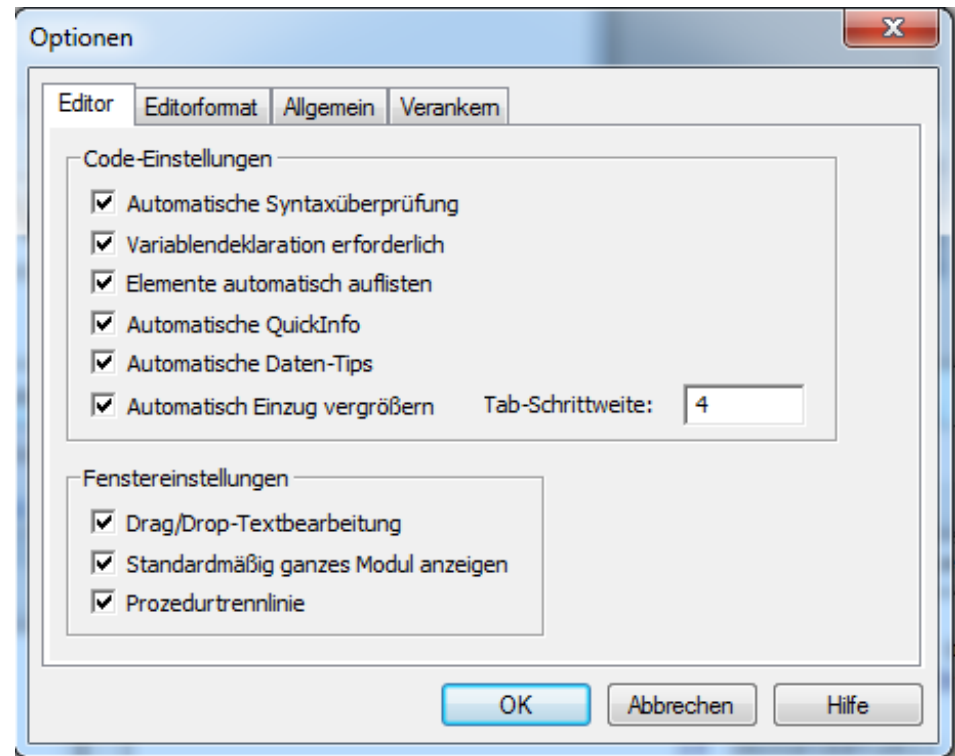 Optionen
Editor Editorformat Allgemein Verankern
Code-Einstellungen
Automatische Syntaxüberprüfung
Variablendeklaration erforderlich
Elemente automatisch auflisten
Automatische QuickInfo
Automatische Daten-Tips
Automatisch Einzug vergrößern Tab-Schrittweite: 4
Fenstereinstellungen
Drag/Drop-Textbearbeitung
Standardmäßig ganzes Modul anzeigen
Prozedurtrennlinie
OK Abbrechen Hilfe